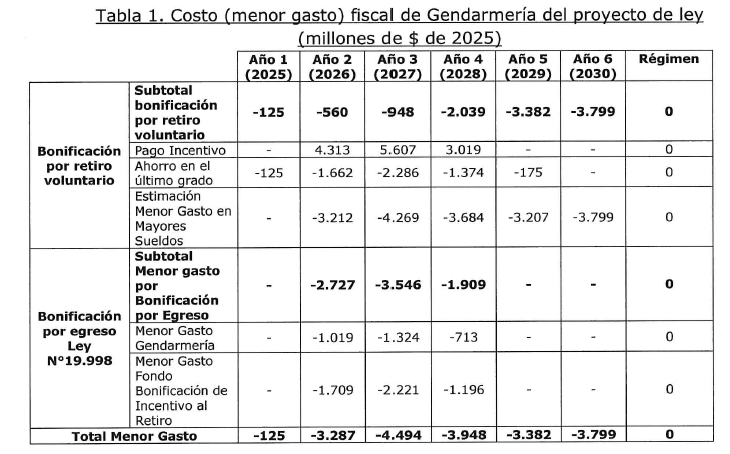 Tabla 1. Costo (menor gasto) fiscal de Gendarmería del proyecto de ley
(millones de $ de 2025)
Año 1 Año 2 Año 3 Año 4 Año 5 Año 6 Régimen
(2025) (2026) (2027) (2028) (2029) (2030)
Bonificación
por retiro
voluntario
Subtotal
bonificación
por retiro
voluntario
-125 -560 -948 -2.039 -3.382 -3.799 0
Pago Incentivo - 4.313 5.607 3.019 - - 0
Ahorro en el
último grado
-125 -1.662 -2.286 -1.374 -175 - 0
Estimación
Menor Gasto en
Mayores
Sueldos
- -3.212 -4.269 -3.684 -3.207 -3.799 0
Bonificación
por egreso
Ley
N°19.998
Subtotal
Menor gasto
por
Bonificación
por Egreso
- -2.727 -3.546 -1.909 - - 0
Menor Gasto
Gendarmería
- -1.019 -1.324 -713 - - 0
Menor Gasto
Fondo
Bonificación de
Incentivo al
Retiro
- -1.709 -2.221 -1.196 - - 0
Total Menor Gasto -125 -3.287 -4.494 -3.948 -3.382 -3.799 0